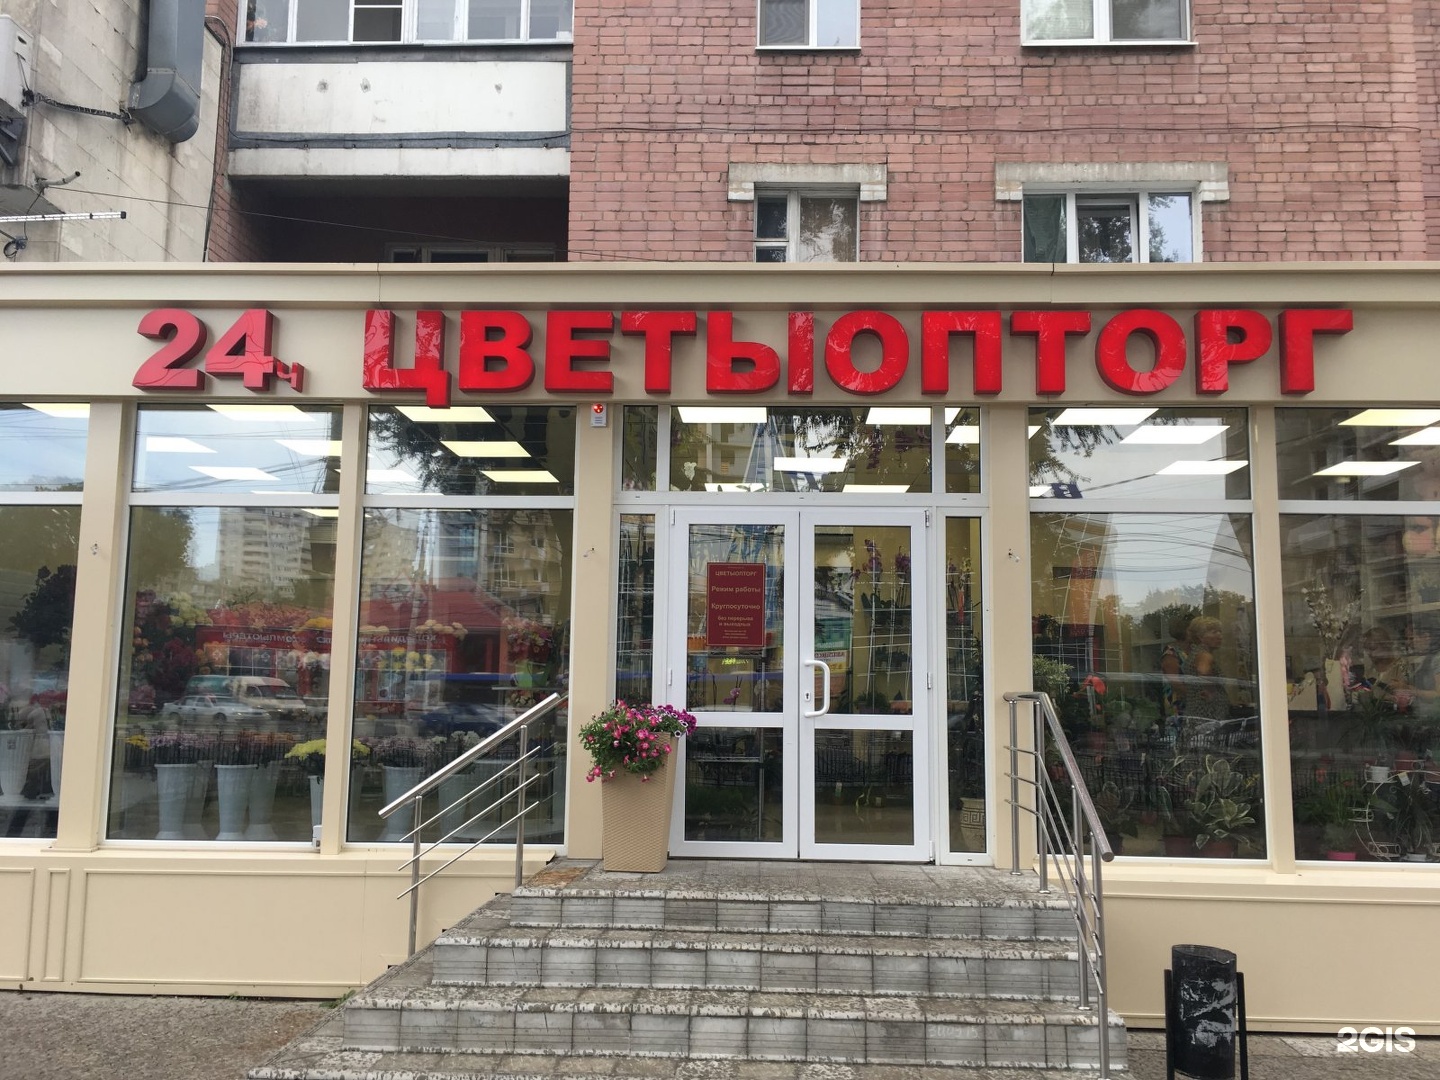 24ч ЦВЕТЫОПТОРГ
ЦВЕТЫОПТОРГ
Режим работы
Круглосуточно
без перерыва
и выходных
2GIS